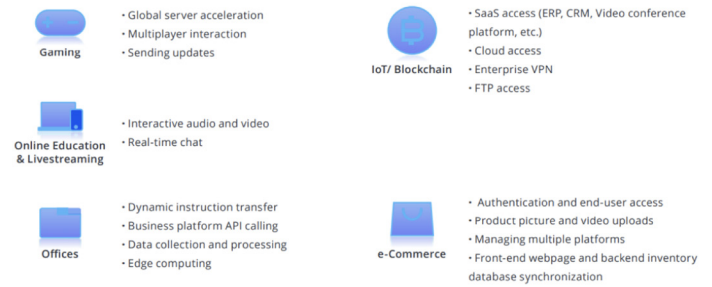 Gaming
• Global server acceleration
• Multiplayer interaction
• Sending updates
IoT/ Blockchain
• SaaS access (ERP, CRM, Video conference
platform, etc.)
• Cloud access
• Enterprise VPN
• FTP access
Online Education
& Livestreaming
• Interactive audio and video
• Real-time chat
Offices
• Dynamic instruction transfer
• Business platform API calling
• Data collection and processing
• Edge computing
e-Commerce
• Authentication and end-user access
• Product picture and video uploads
• Managing multiple platforms
• Front-end webpage and backend inventory
database synchronization